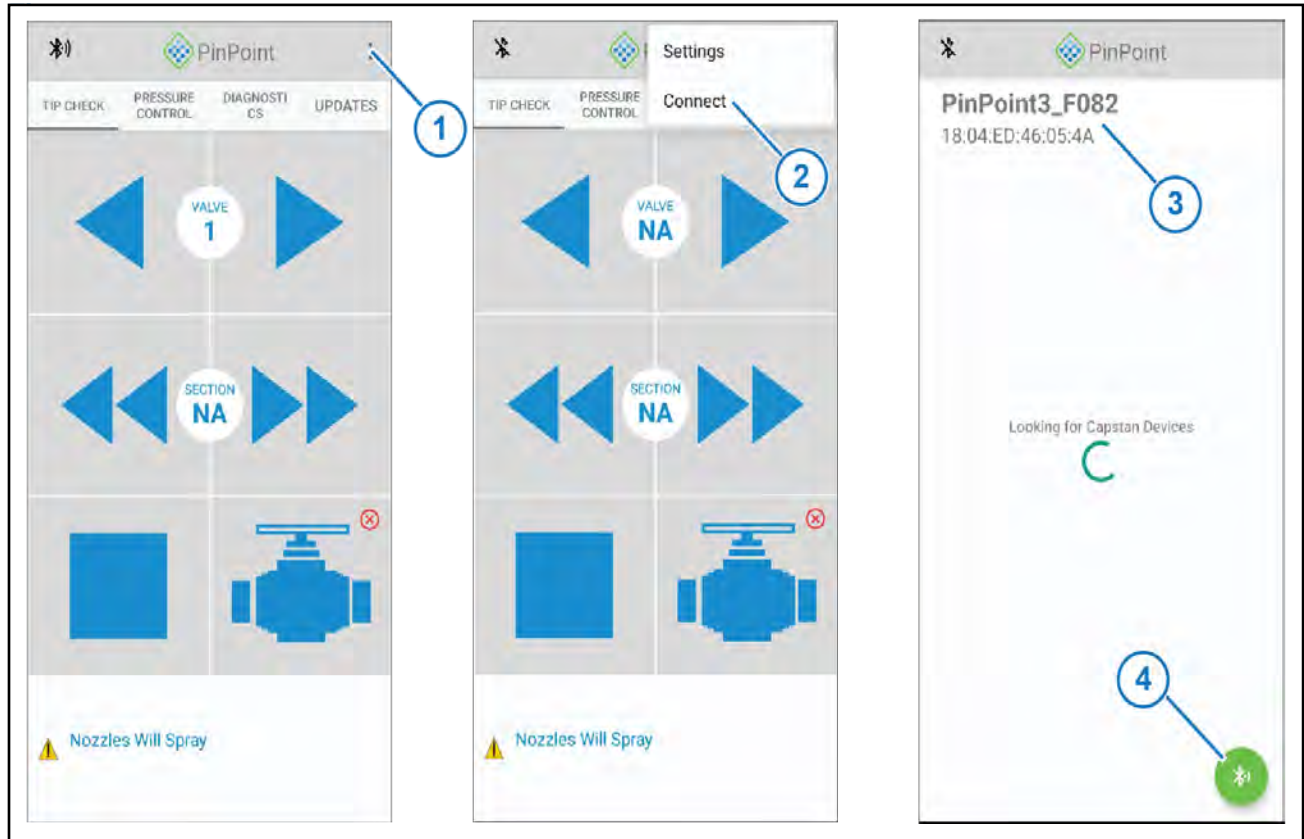 PinPoint
TIP CHECK
PRESSURE
CONTROL
DIAGNOSTI
CS
UPDATES
1
VALVE
1
SECTION
NA
Nozzles Will Spray
Settings
Connect
TIP CHECK
PRESSURE
CONTROL
2
VALVE
NA
SECTION
NA
Nozzles Will Spray
PinPoint
PinPoint3_F082
18:04:ED:46:05:4A
3
Looking for Capstan Devices
4